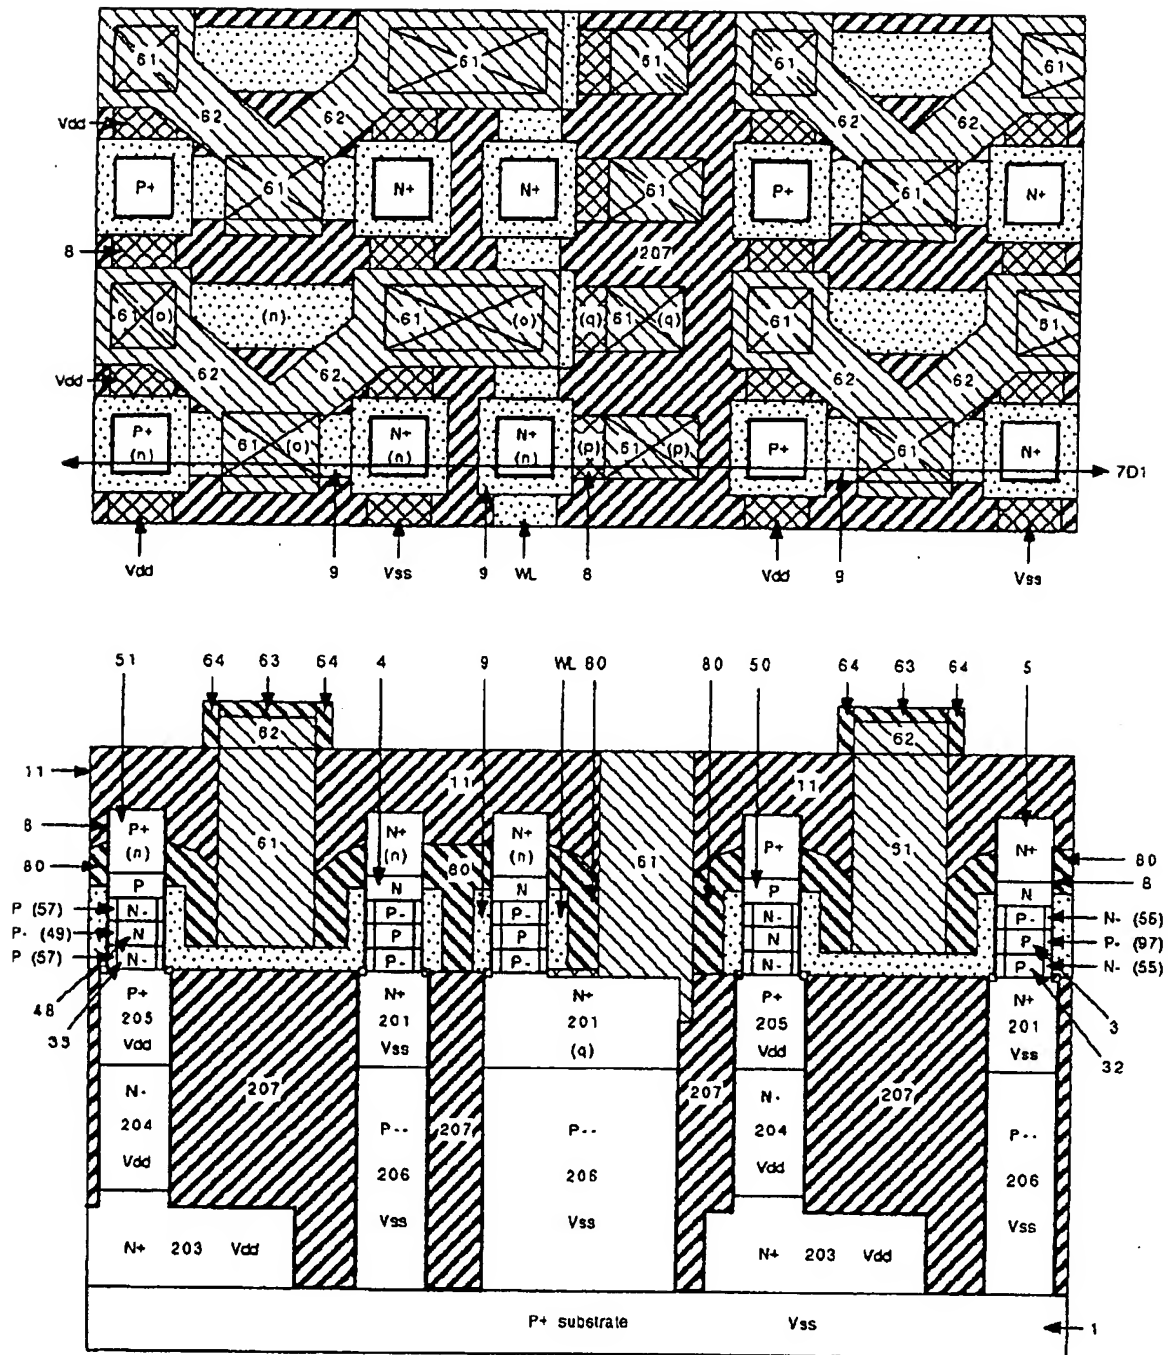 61 61 61 61 61
Vdd 62 62 62 62
P+ 61 N+ N+ 61 P+ 61 N+
8 207
61 (o) (n) 61 (o) (q) 61 (q) 61 61
Vdd 62 62 62 62
P+ (n) 61 (o) N+ (n) N+ (n) (p) 61 (p) P+ 61 N+
7D1
Vdd 9 Vss 9 WL 8 Vdd 9 Vss
51 64 63 64 4 9 WL 80 80 50 64 63 64 5
62 62
11 11 11
8 P+ (n) 61 N+ (n) N+ (n) 61 P+ 61 N+ 80
80 P N 80 N P N 8
P (57) N- P- P- N- P- N- (55)
P- (49) N P P N P P- (97)
P (57) N- P- P- N- P- N- (55)
48 P+ N+ N+ P+ N+ 3
33 205 201 201 205 201 32
Vdd Vss (q) Vdd Vss
N- 207 P-- 207 P-- 207 N- 207 P--
204 206 206 204 206
Vdd Vss Vss Vdd Vss
N+ 203 Vdd N+ 203 Vdd
P+ substrate Vss 1